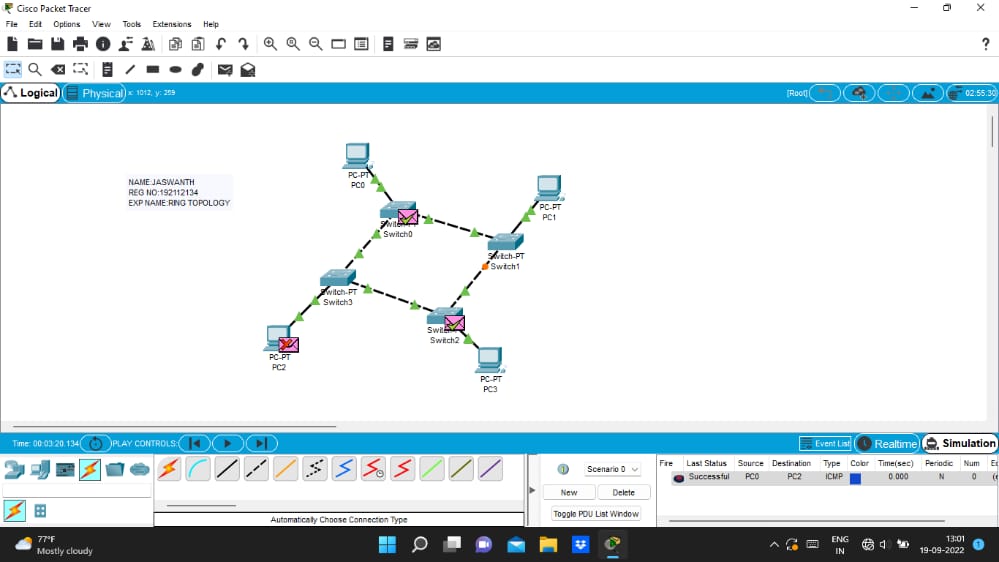 Cisco Packet Tracer
File Edit Options View Tools Extensions Help
?
Logical Physical x: 1012, y: 259 [Root] 02:55:30
NAME:JASWANTH
REG NO:192112134
EXP NAME:RING TOPOLOGY
PC-PT
PC0
PC-PT
PC1
Switch0
Switch-PT
Switch1
Switch-PT
Switch3
Switch2
PC-PT
PC2
PC-PT
PC3
Time: 00:03:20.134 PLAY CONTROLS: Event List Realtime Simulation
Scenario 0
New Delete
Toggle PDU List Window
Fire Last Status Source Destination Type Color Time(sec) Periodic Num
Successful PC0 PC2 ICMP 0.000 N 0
Automatically Choose Connection Type
77°F
Mostly cloudy
ENG
IN
13:01
19-09-2022
1